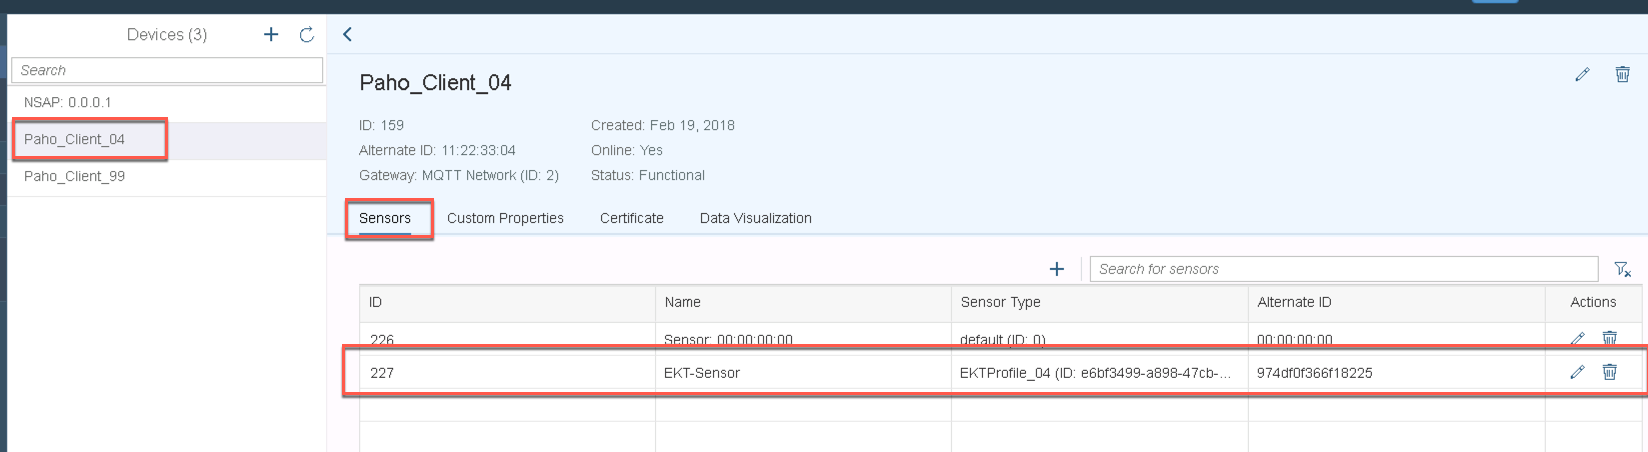 Devices (3)
Search
NSAP: 0.0.0.1
Paho_Client_04
Paho_Client_99
Paho_Client_04
ID: 159
Created: Feb 19, 2018
Alternate ID: 11:22:33:04
Online: Yes
Gateway: MQTT Network (ID: 2)
Status: Functional
Sensors Custom Properties Certificate Data Visualization
Search for sensors
ID Name Sensor Type Alternate ID Actions
226 Sensor: 00:00:00:00 default (ID: 0) 00:00:00:00
227 EKT-Sensor EKTProfile_04 (ID: e6bf3499-a898-47cb-... 974df0f366f18225